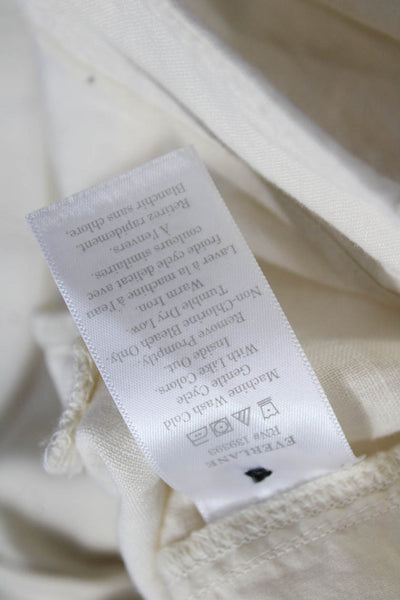 EVERLANE
RN# 139393
Machine Wash Cold
Gentle Cycle
With Like Colors.
Inside Out.
Remove Promptly.
Non-Chlorine Bleach Only.
Tumble Dry Low.
Warm Iron.
Laver à la machine à l'eau
froide cycle délicat avec
couleurs similaires.
A l'envers.
Retirez rapidement.
Blanchir sans chlore.